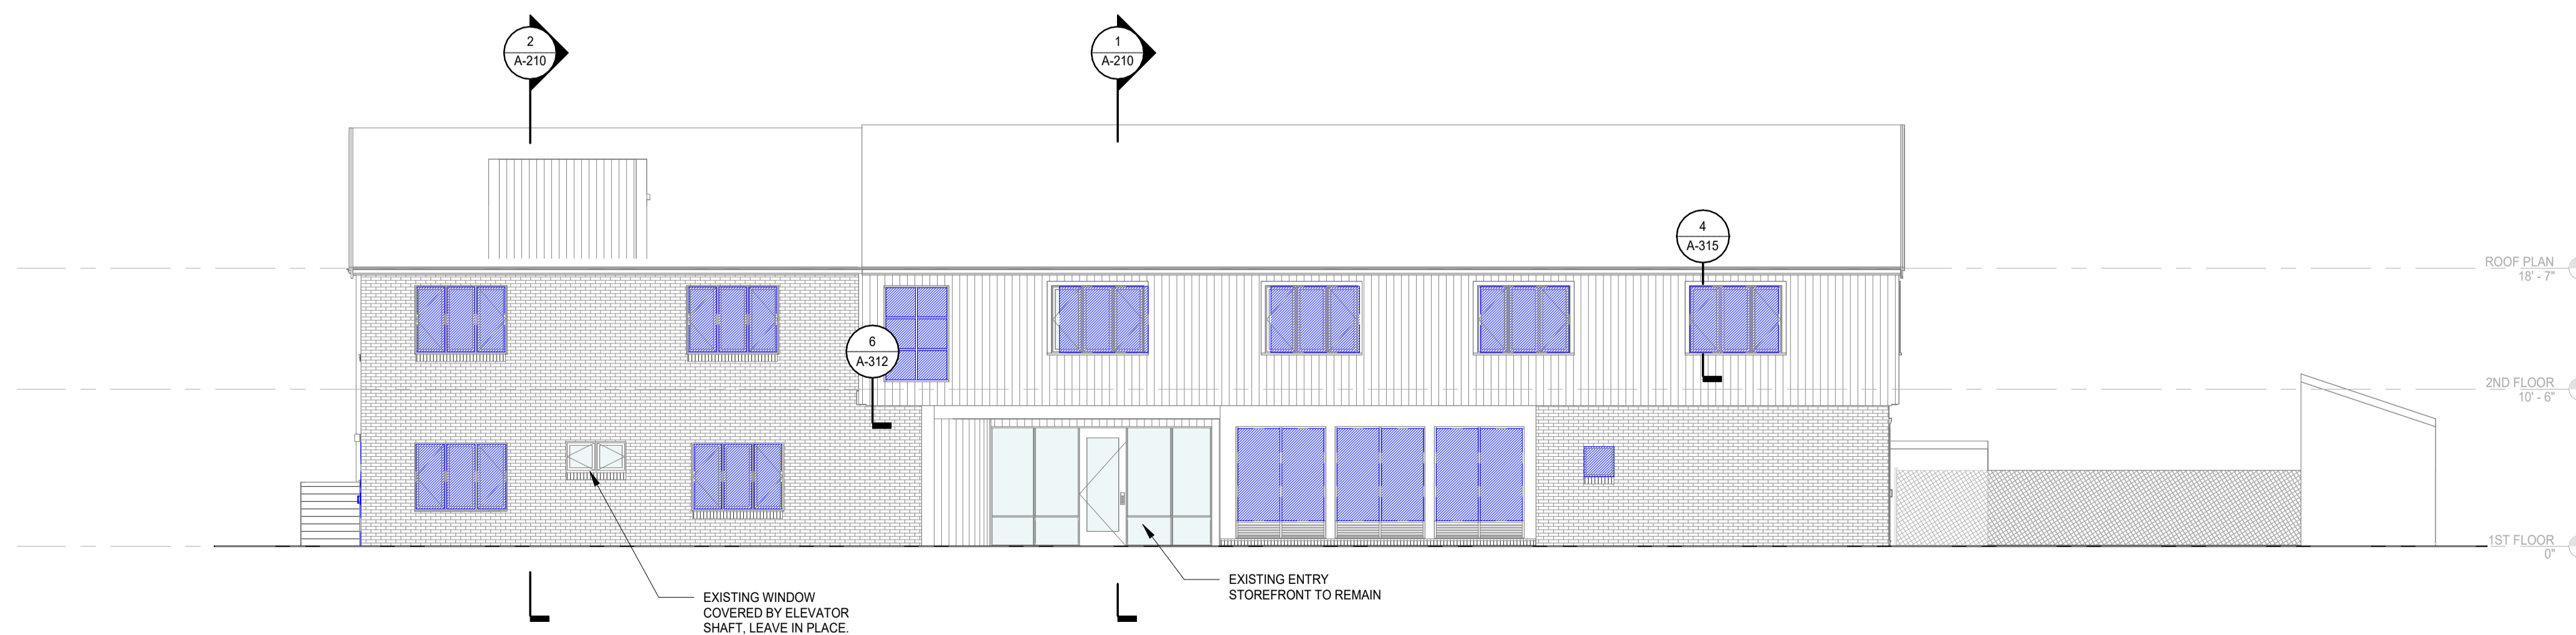 2
A-210
1
A-210
4
A-315
ROOF PLAN
18' - 7"
6
A-312
2ND FLOOR
10' - 6"
1ST FLOOR
0"
EXISTING ENTRY
STOREFRONT TO REMAIN
EXISTING WINDOW
COVERED BY ELEVATOR
SHAFT, LEAVE IN PLACE.